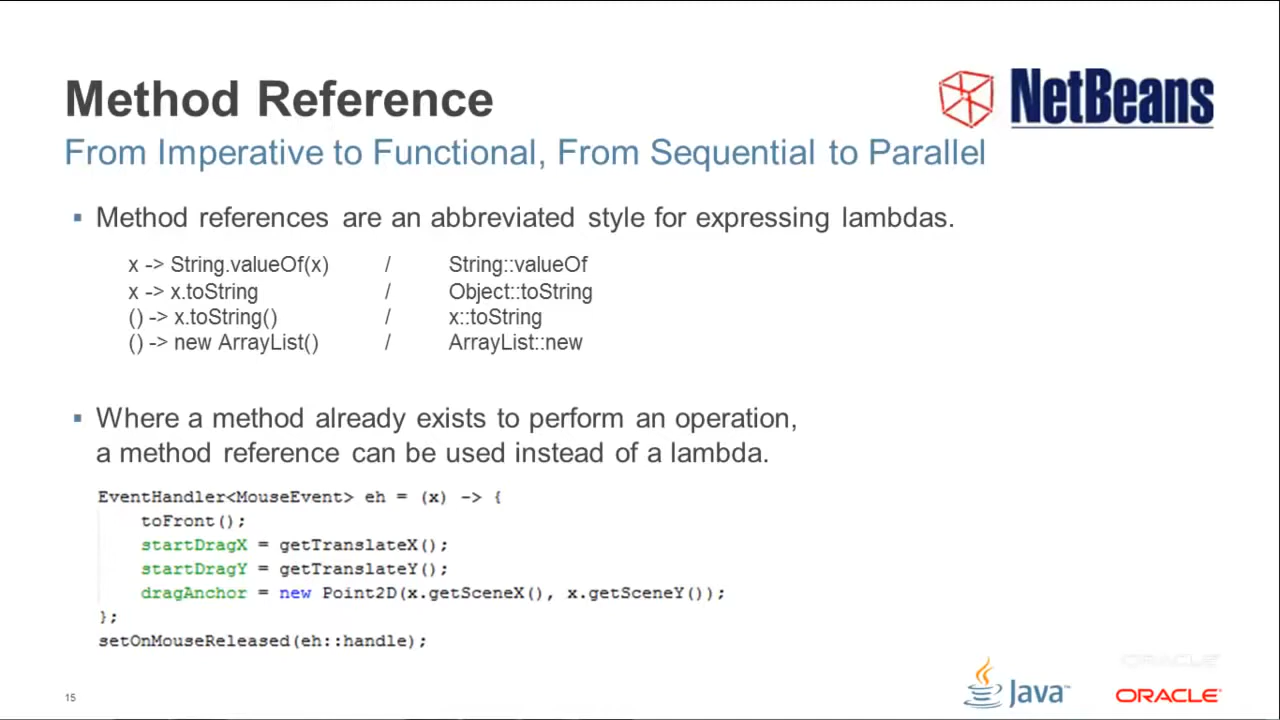 Method Reference
NetBeans
From Imperative to Functional, From Sequential to Parallel
▪ Method references are an abbreviated style for expressing lambdas.
x -> String.valueOf(x) / String::valueOf
x -> x.toString / Object::toString
() -> x.toString() / x::toString
() -> new ArrayList() / ArrayList::new
▪ Where a method already exists to perform an operation,
a method reference can be used instead of a lambda.
EventHandler<MouseEvent> eh = (x) -> {
toFront();
startDragX = getTranslateX();
startDragY = getTranslateY();
dragAnchor = new Point2D(x.getSceneX(), x.getSceneY());
};
setOnMouseReleased(eh::handle);
ORACLE
15
Java™
ORACLE